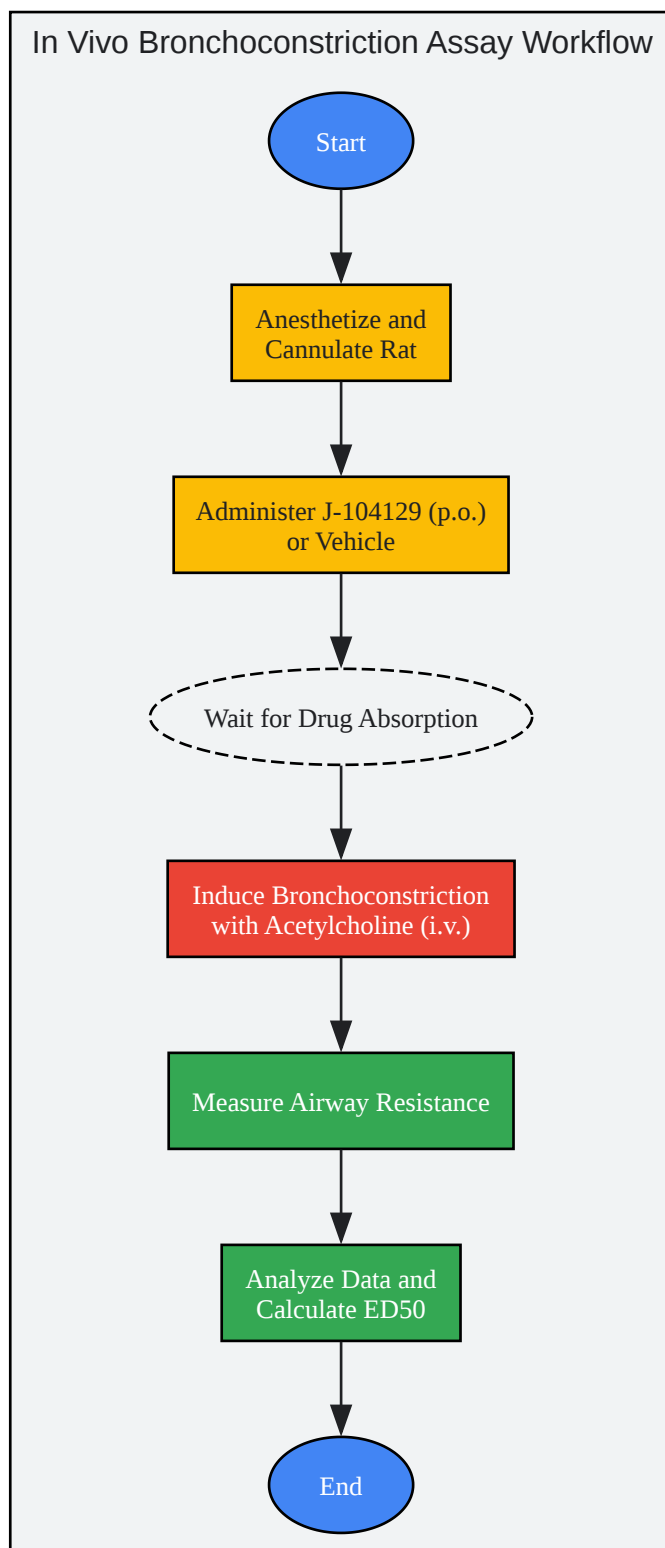 In Vivo Bronchoconstriction Assay Workflow
Start
Anesthetize and
Cannulate Rat
Administer J-104129 (p.o.)
or Vehicle
Wait for Drug Absorption
Induce Bronchoconstriction
with Acetylcholine (i.v.)
Measure Airway Resistance
Analyze Data and
Calculate ED50
End